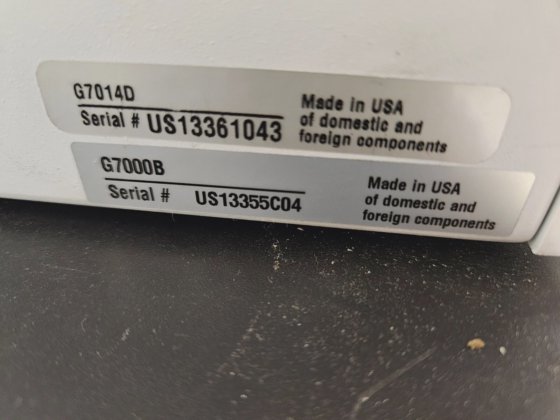 G7014D
Serial # US13361043
Made in USA
of domestic and
foreign components
G7000B
Serial # US13355C04
Made in USA
of domestic and
foreign components